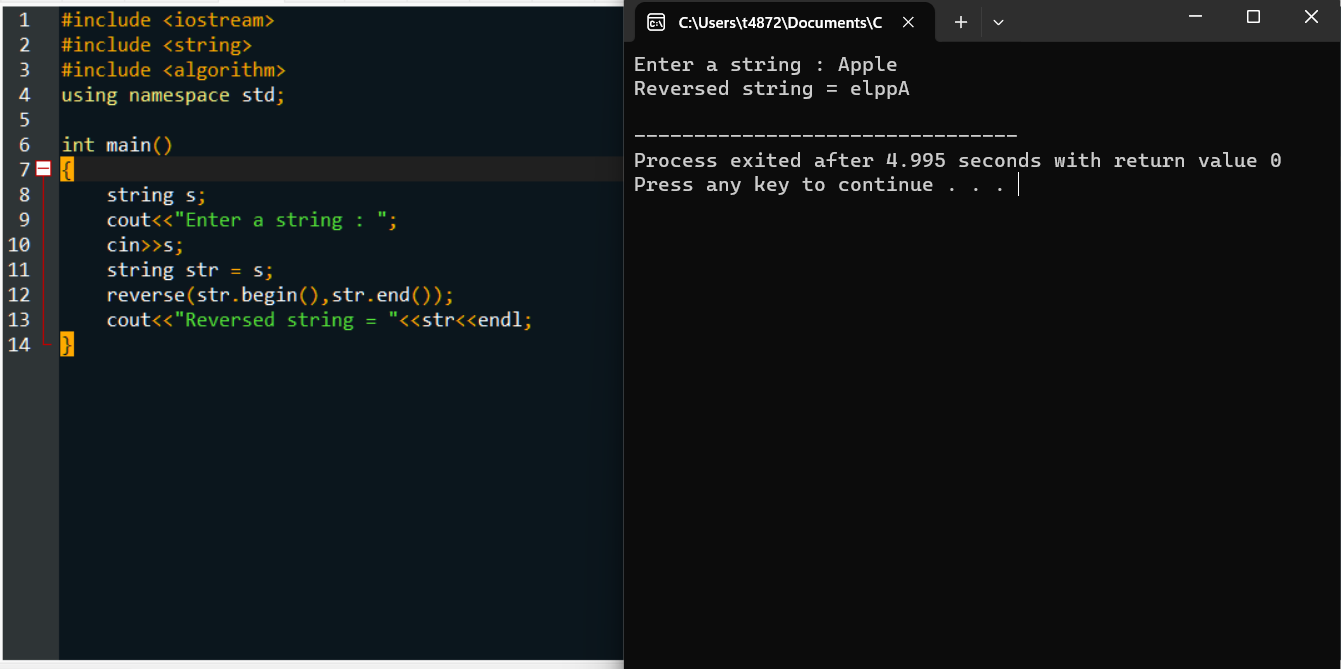 1 #include <iostream>
2 #include <string>
3 #include <algorithm>
4 using namespace std;
5
6 int main()
7 {
8     string s;
9     cout<<"Enter a string : ";
10     cin>>s;
11     string str = s;
12     reverse(str.begin(),str.end());
13     cout<<"Reversed string = "<<str<<endl;
14 }
C:\Users\t4872\Documents\C
Enter a string : Apple
Reversed string = elppA
--------------------------------
Process exited after 4.995 seconds with return value 0
Press any key to continue . . .